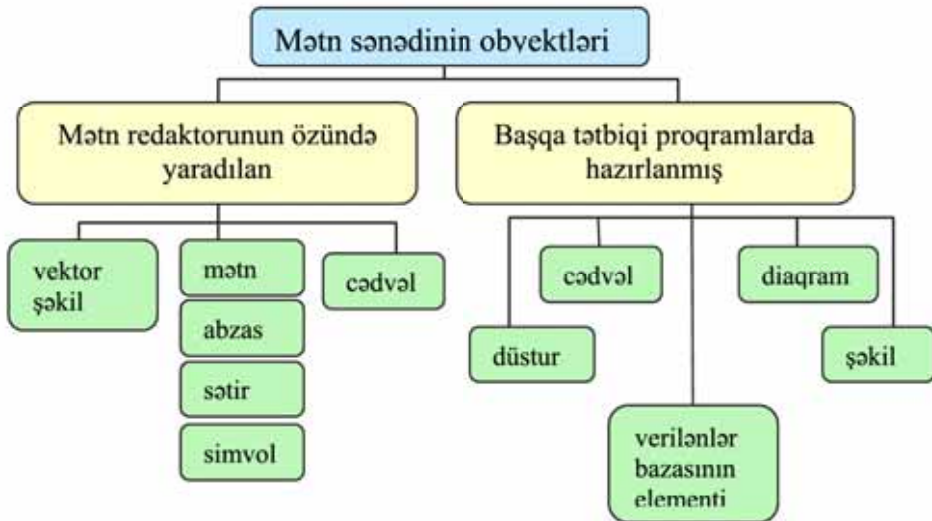 Mətn sənədinin obyektləri
Mətn redaktorunun özündə
yaradılan
Başqa tətbiqi proqramlarda
hazırlanmış
vektor
şəkil
mətn
abzas
sətir
simvol
cədvəl
düstur
cədvəl
verilənlər
bazasının
elementi
diaqram
şəkil